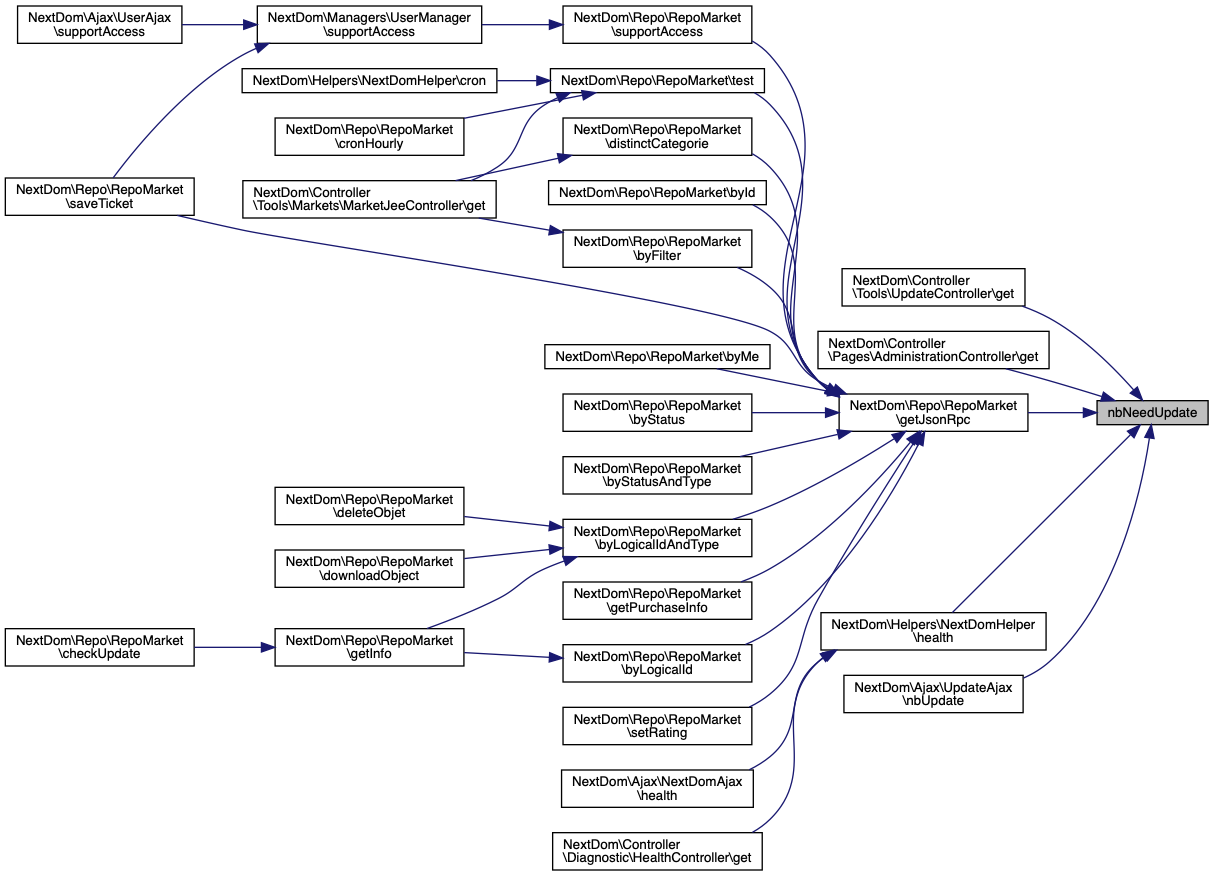 NextDom\Ajax\UserAjax
\supportAccess
NextDom\Managers\UserManager
\supportAccess
NextDom\Repo\RepoMarket
\supportAccess
NextDom\Helpers\NextDomHelper\cron
NextDom\Repo\RepoMarket\test
NextDom\Repo\RepoMarket
\cronHourly
NextDom\Repo\RepoMarket
\distinctCategorie
NextDom\Repo\RepoMarket
\saveTicket
NextDom\Controller
\Tools\Markets\MarketJeeController\get
NextDom\Repo\RepoMarket\byId
NextDom\Repo\RepoMarket
\byFilter
NextDom\Controller
\Tools\UpdateController\get
NextDom\Controller
\Pages\AdministrationController\get
NextDom\Repo\RepoMarket\byMe
NextDom\Repo\RepoMarket
\byStatus
NextDom\Repo\RepoMarket
\getJsonRpc
nbNeedUpdate
NextDom\Repo\RepoMarket
\byStatusAndType
NextDom\Repo\RepoMarket
\deleteObjet
NextDom\Repo\RepoMarket
\byLogicalIdAndType
NextDom\Repo\RepoMarket
\downloadObject
NextDom\Repo\RepoMarket
\getPurchaseInfo
NextDom\Repo\RepoMarket
\checkUpdate
NextDom\Repo\RepoMarket
\getInfo
NextDom\Repo\RepoMarket
\byLogicalId
NextDom\Helpers\NextDomHelper
\health
NextDom\Ajax\UpdateAjax
\nbUpdate
NextDom\Repo\RepoMarket
\setRating
NextDom\Ajax\NextDomAjax
\health
NextDom\Controller
\Diagnostic\HealthController\get